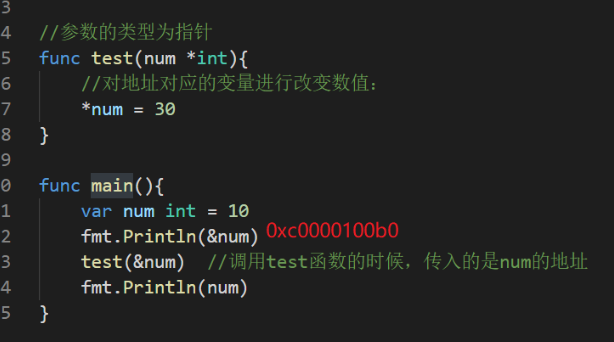 3
4 //参数的类型为指针
5 func test(num *int){
6 //对地址对应的变量进行改变数值：
7 *num = 30
8 }
9
0 func main(){
1 var num int = 10
2 fmt.Println(&num) 0xc0000100b0
3 test(&num) //调用test函数的时候，传入的是num的地址
4 fmt.Println(num)
5 }